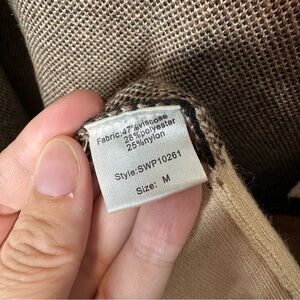 Fabric:47%viscose
28%polyester
25%nylon
Style:SWP10261
Size: M